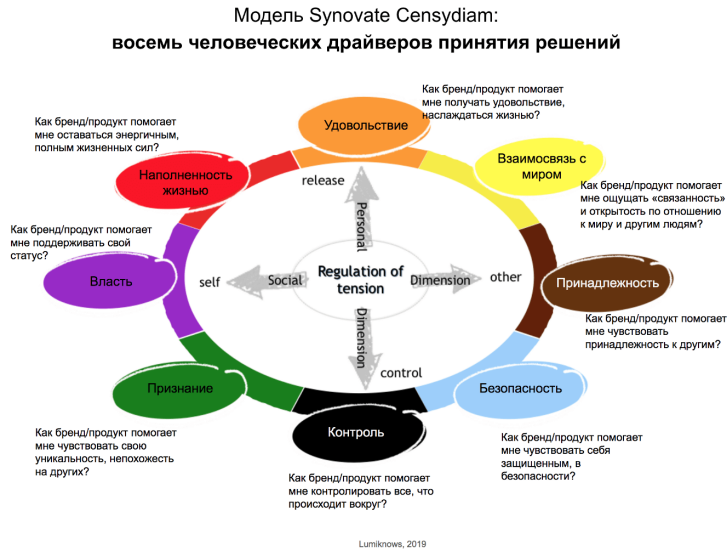 Модель Synovate Censydiam:
восемь человеческих драйверов принятия решений
Как бренд/продукт помогает
мне получать удовольствие,
наслаждаться жизнью?
Удовольствие
Как бренд/продукт помогает
мне оставаться энергичным,
полным жизненных сил?
Наполненность
жизнью
Взаимосвязь с
миром
Как бренд/продукт помогает
мне ощущать «связанность»
и открытость по отношению
к миру и другим людям?
release
Personal
Как бренд/продукт помогает
мне поддерживать свой
статус?
Власть
self
Social
Regulation of
tension
Dimension
other
Принадлежность
Как бренд/продукт помогает
мне чувствовать
принадлежность к другим?
Dimension
control
Признание
Безопасность
Контроль
Как бренд/продукт помогает
мне чувствовать свою
уникальность, непохожесть
на других?
Как бренд/продукт помогает
мне чувствовать себя
защищенным, в
безопасности?
Как бренд/продукт помогает
мне контролировать все, что
происходит вокруг?
Lumiknows, 2019